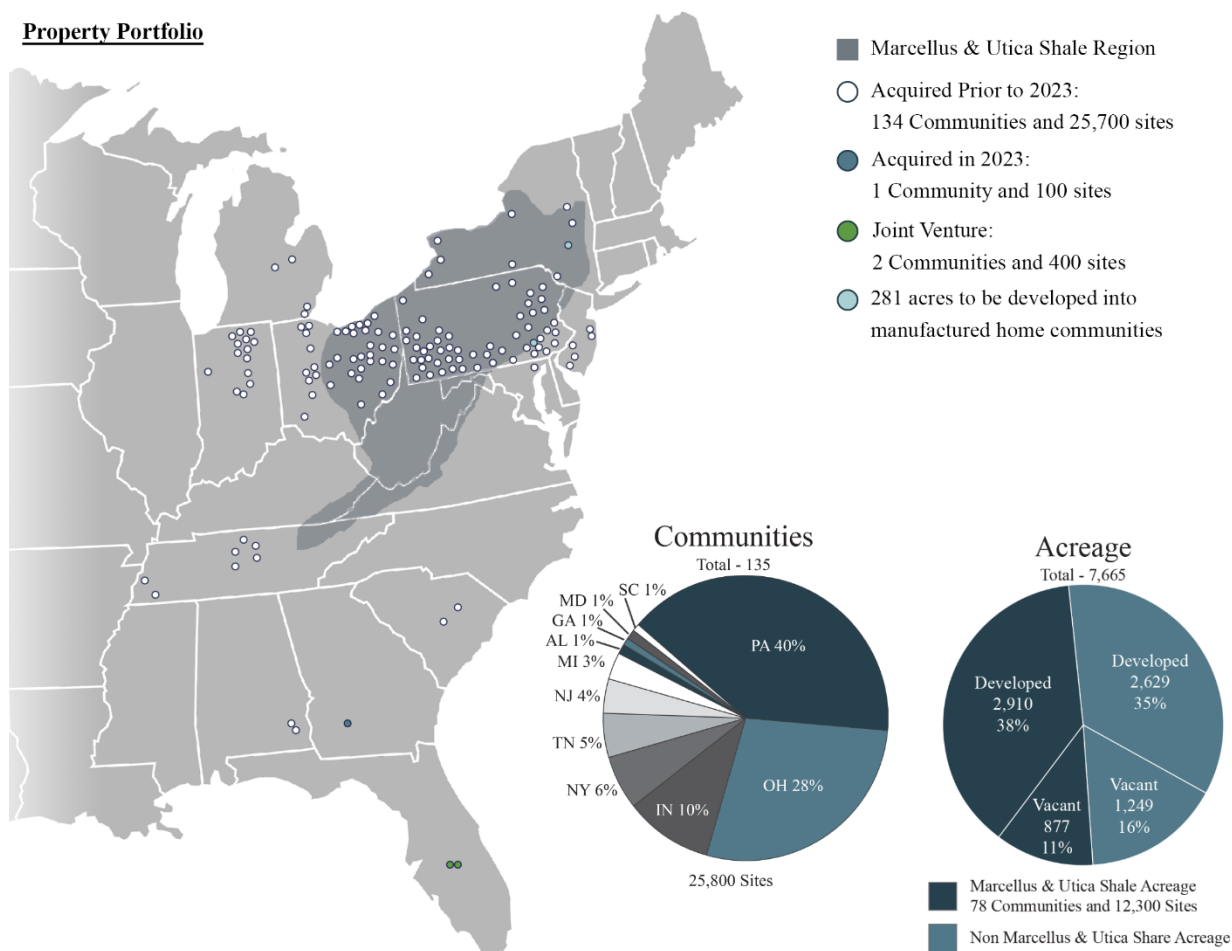 Property Portfolio
Marcellus & Utica Shale Region
Acquired Prior to 2023:
134 Communities and 25,700 sites
Acquired in 2023:
1 Community and 100 sites
Joint Venture:
2 Communities and 400 sites
281 acres to be developed into
manufactured home communities
Communities
Total - 135
SC 1%
MD 1%
GA 1%
AL 1%
MI 3%
NJ 4%
TN 5%
NY 6%
IN 10%
OH 28%
PA 40%
25,800 Sites
Acreage
Total - 7,665
Developed
2,910
38%
Developed
2,629
35%
Vacant
877
11%
Vacant
1,249
16%
Marcellus & Utica Shale Acreage
78 Communities and 12,300 Sites
Non Marcellus & Utica Share Acreage